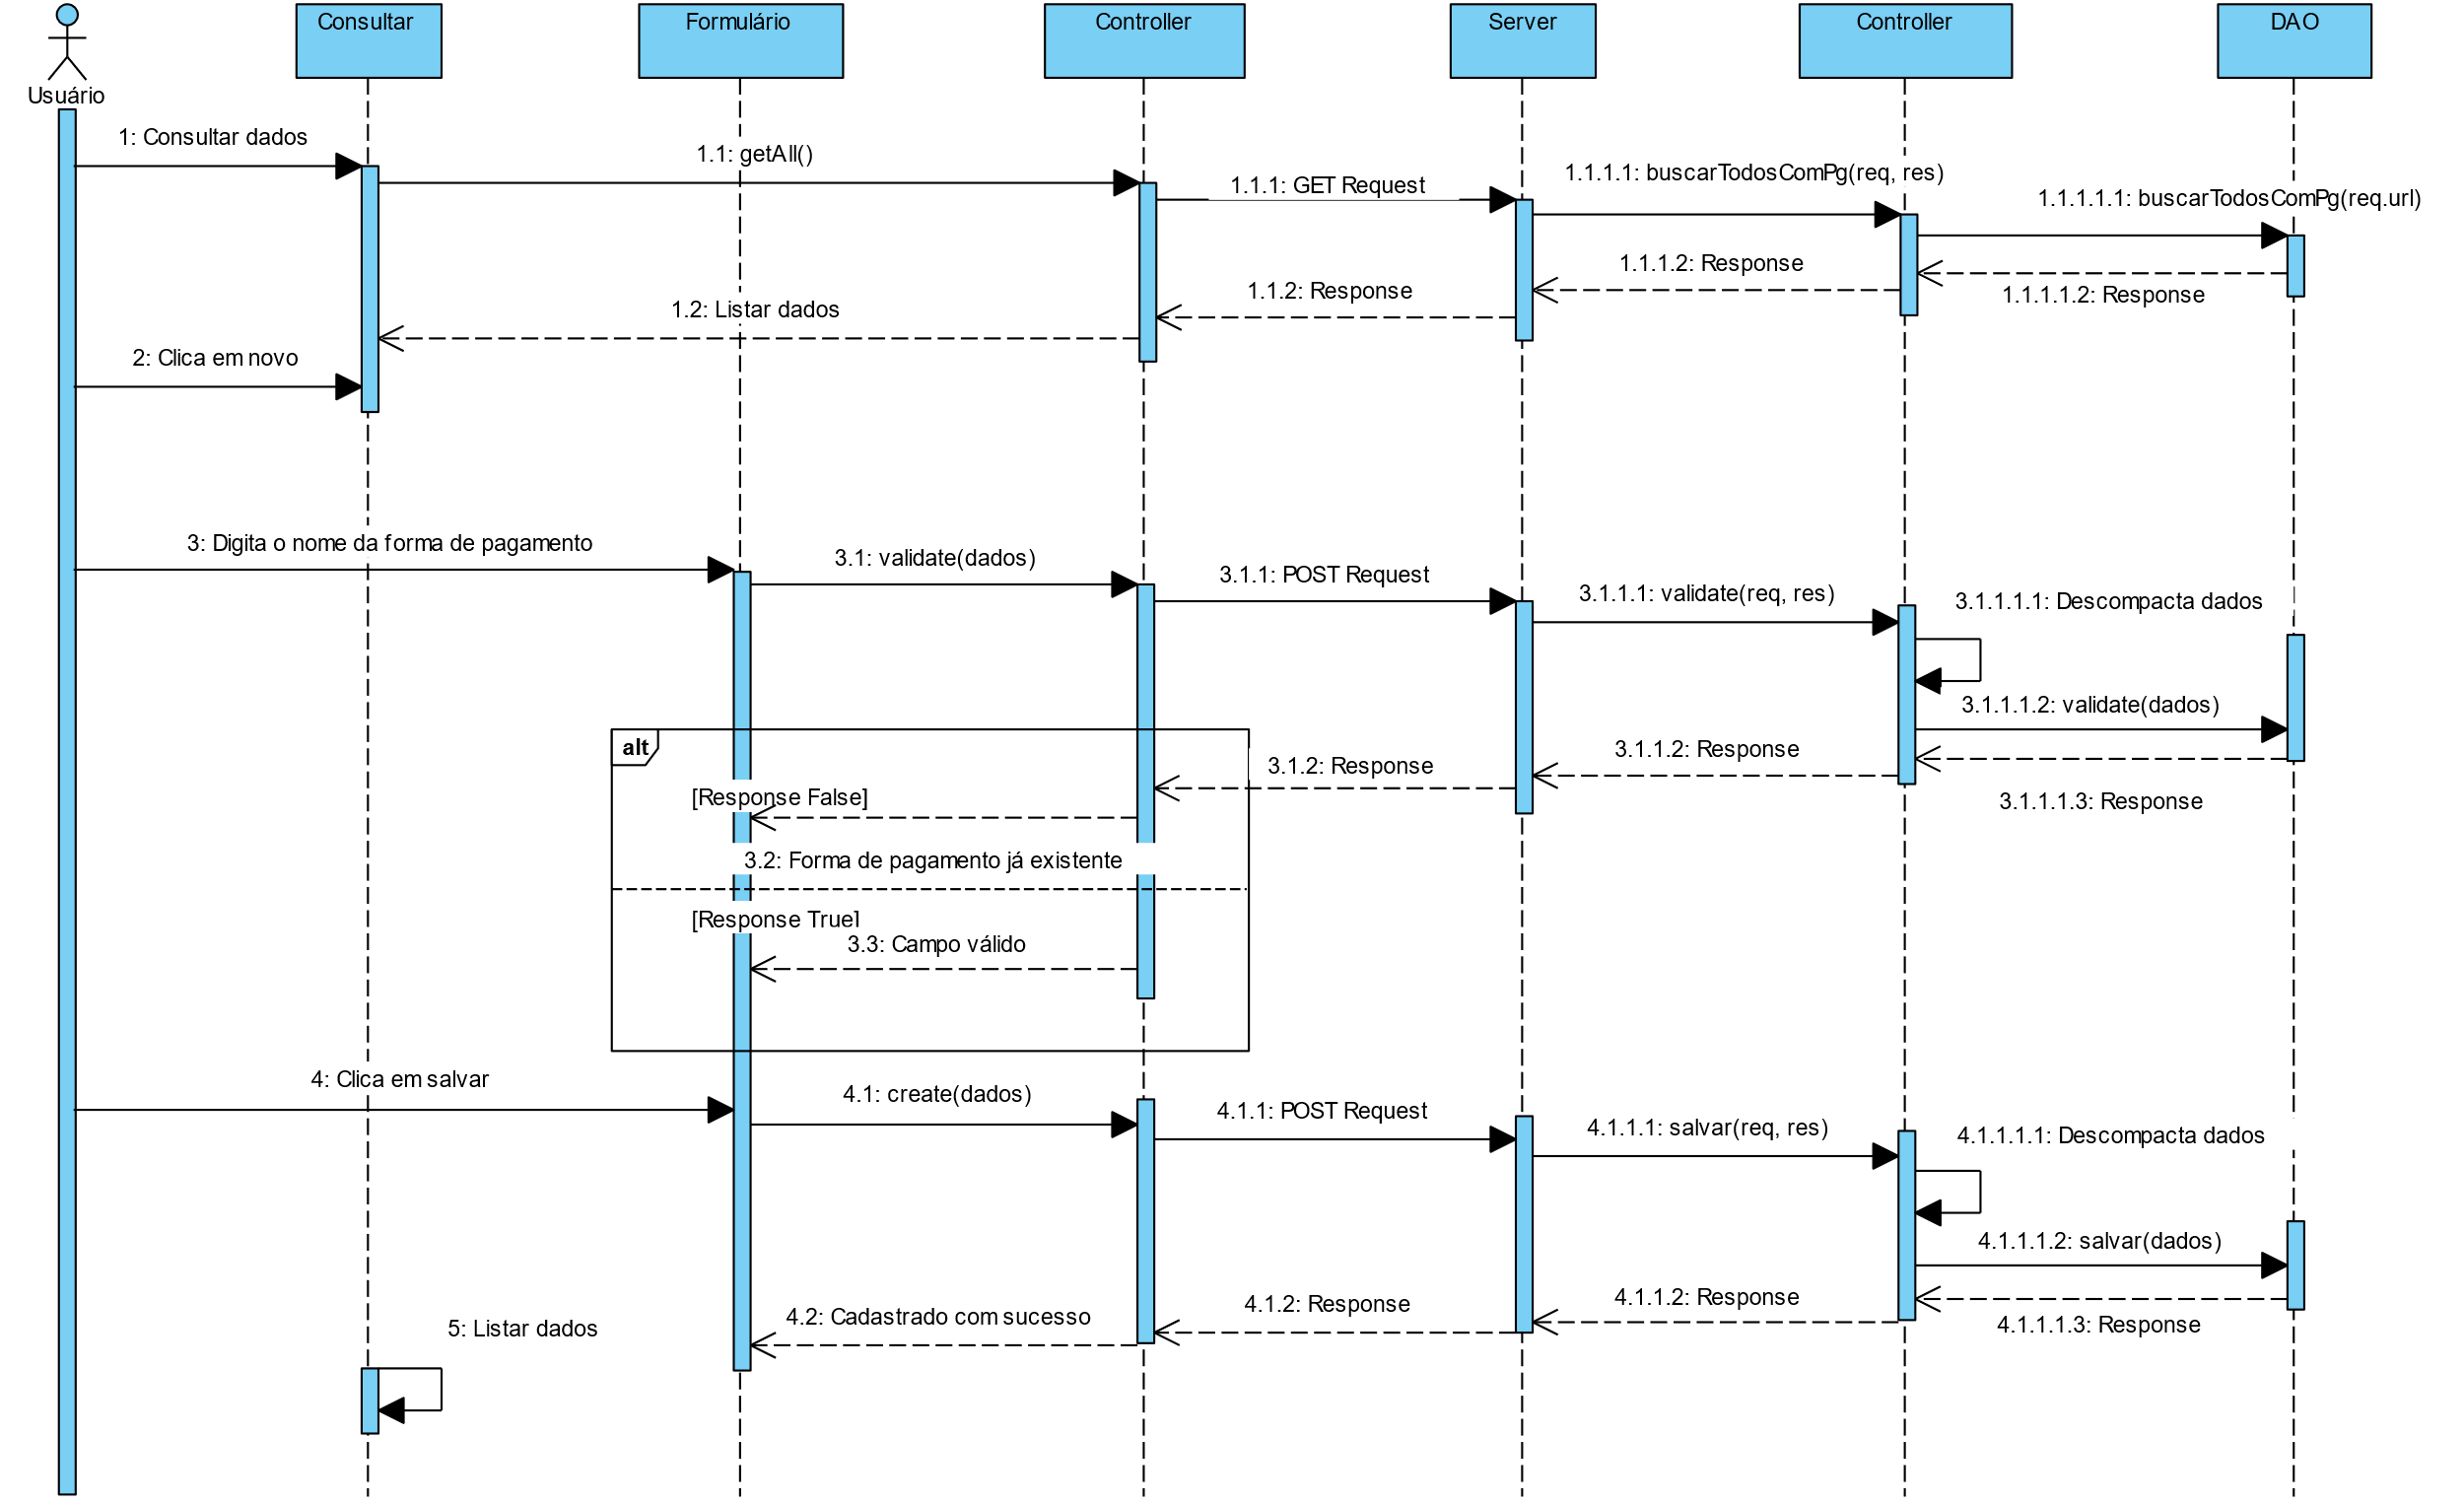 Consultar
Formulário
Controller
Server
Controller
DAO
Usuário
1: Consultar dados
1.1: getAll()
1.1.1: GET Request
1.1.1.1: buscarTodosComPg(req, res)
1.1.1.1.1: buscarTodosComPg(req.url)
1.1.1.1.2: Response
1.1.1.2: Response
1.1.2: Response
1.2: Listar dados
2: Clica em novo
3: Digita o nome da forma de pagamento
3.1: validate(dados)
3.1.1: POST Request
3.1.1.1: validate(req, res)
3.1.1.1.1: Descompacta dados
3.1.1.1.2: validate(dados)
3.1.1.1.3: Response
3.1.1.2: Response
3.1.2: Response
alt
[Response False]
3.2: Forma de pagamento já existente
[Response True]
3.3: Campo válido
4: Clica em salvar
4.1: create(dados)
4.1.1: POST Request
4.1.1.1: salvar(req, res)
4.1.1.1.1: Descompacta dados
4.1.1.1.2: salvar(dados)
4.1.1.1.3: Response
4.1.1.2: Response
4.1.2: Response
4.2: Cadastrado com sucesso
5: Listar dados